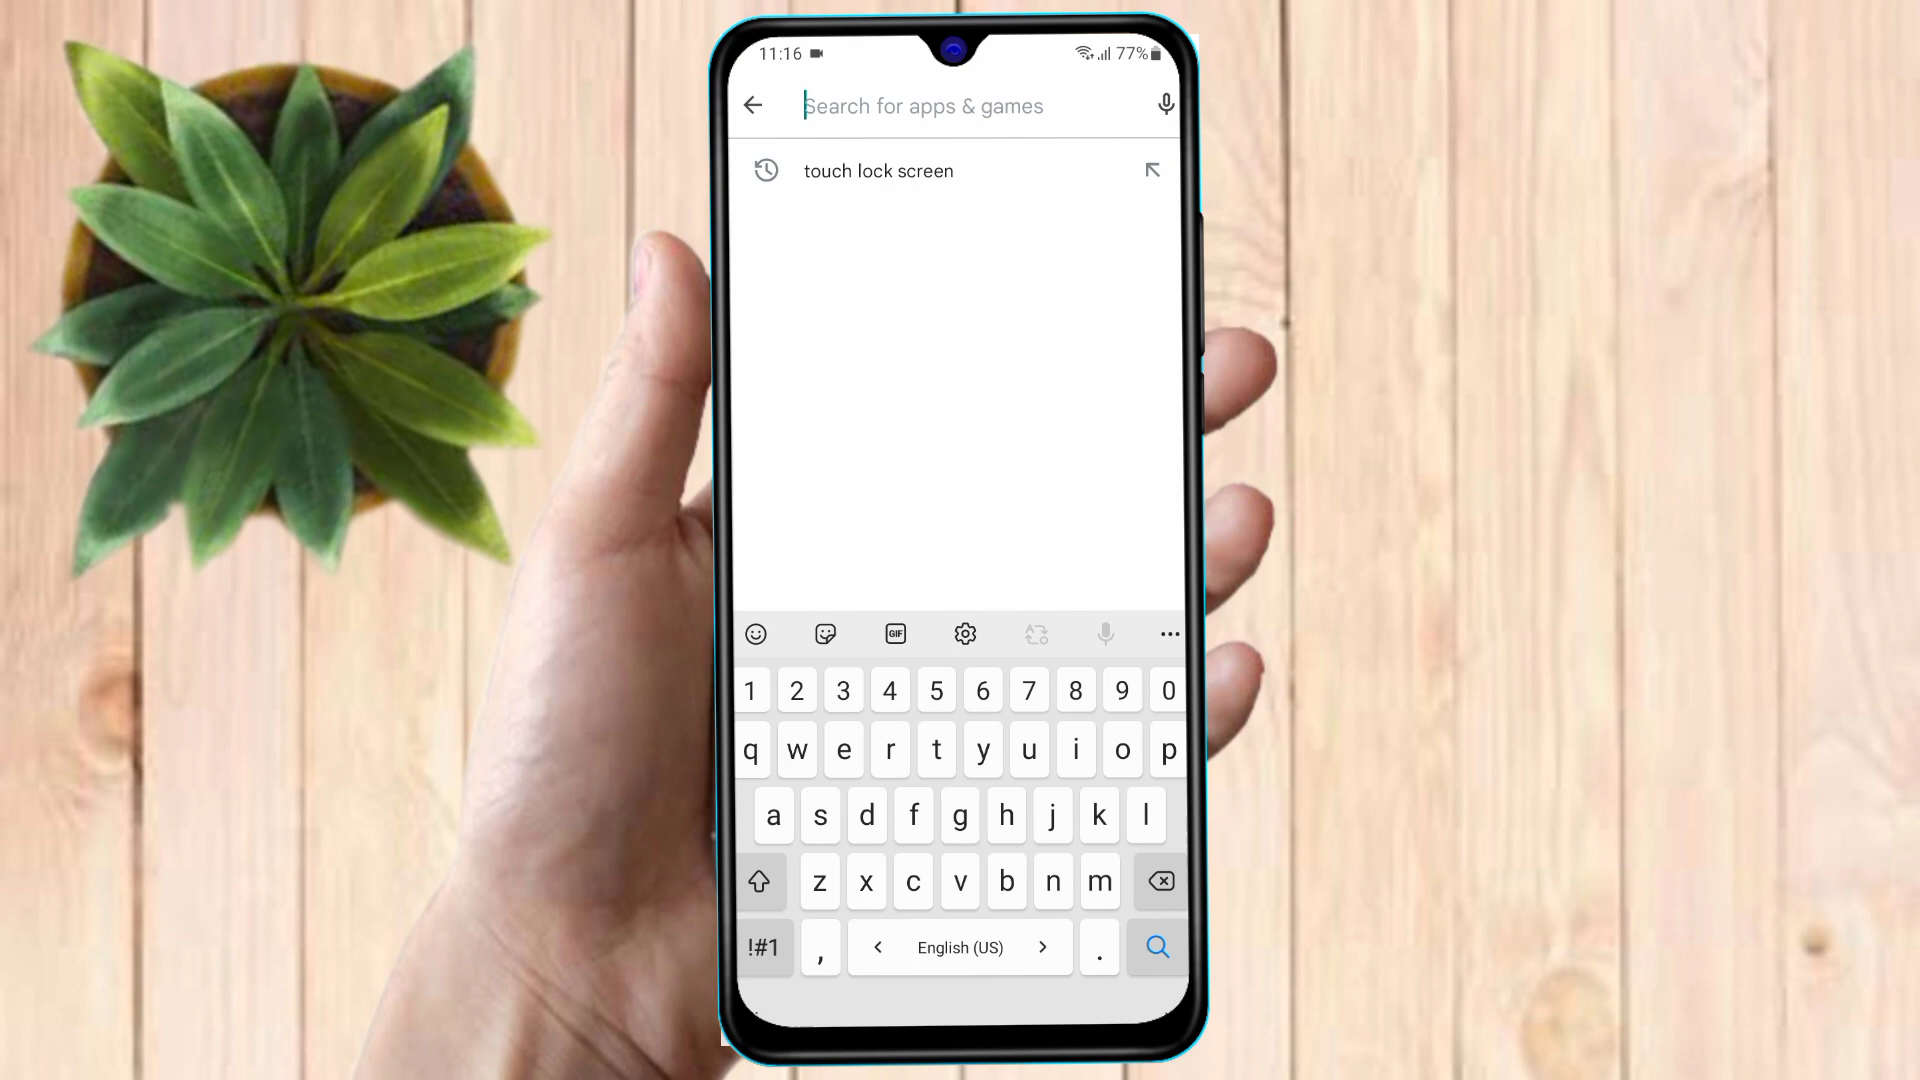 11:16 77%
Search for apps & games
touch lock screen
GIF
1 2 3 4 5 6 7 8 9 0
q w e r t y u i o p
a s d f g h j k l
z x c v b n m
!#1 , < English (US) > .